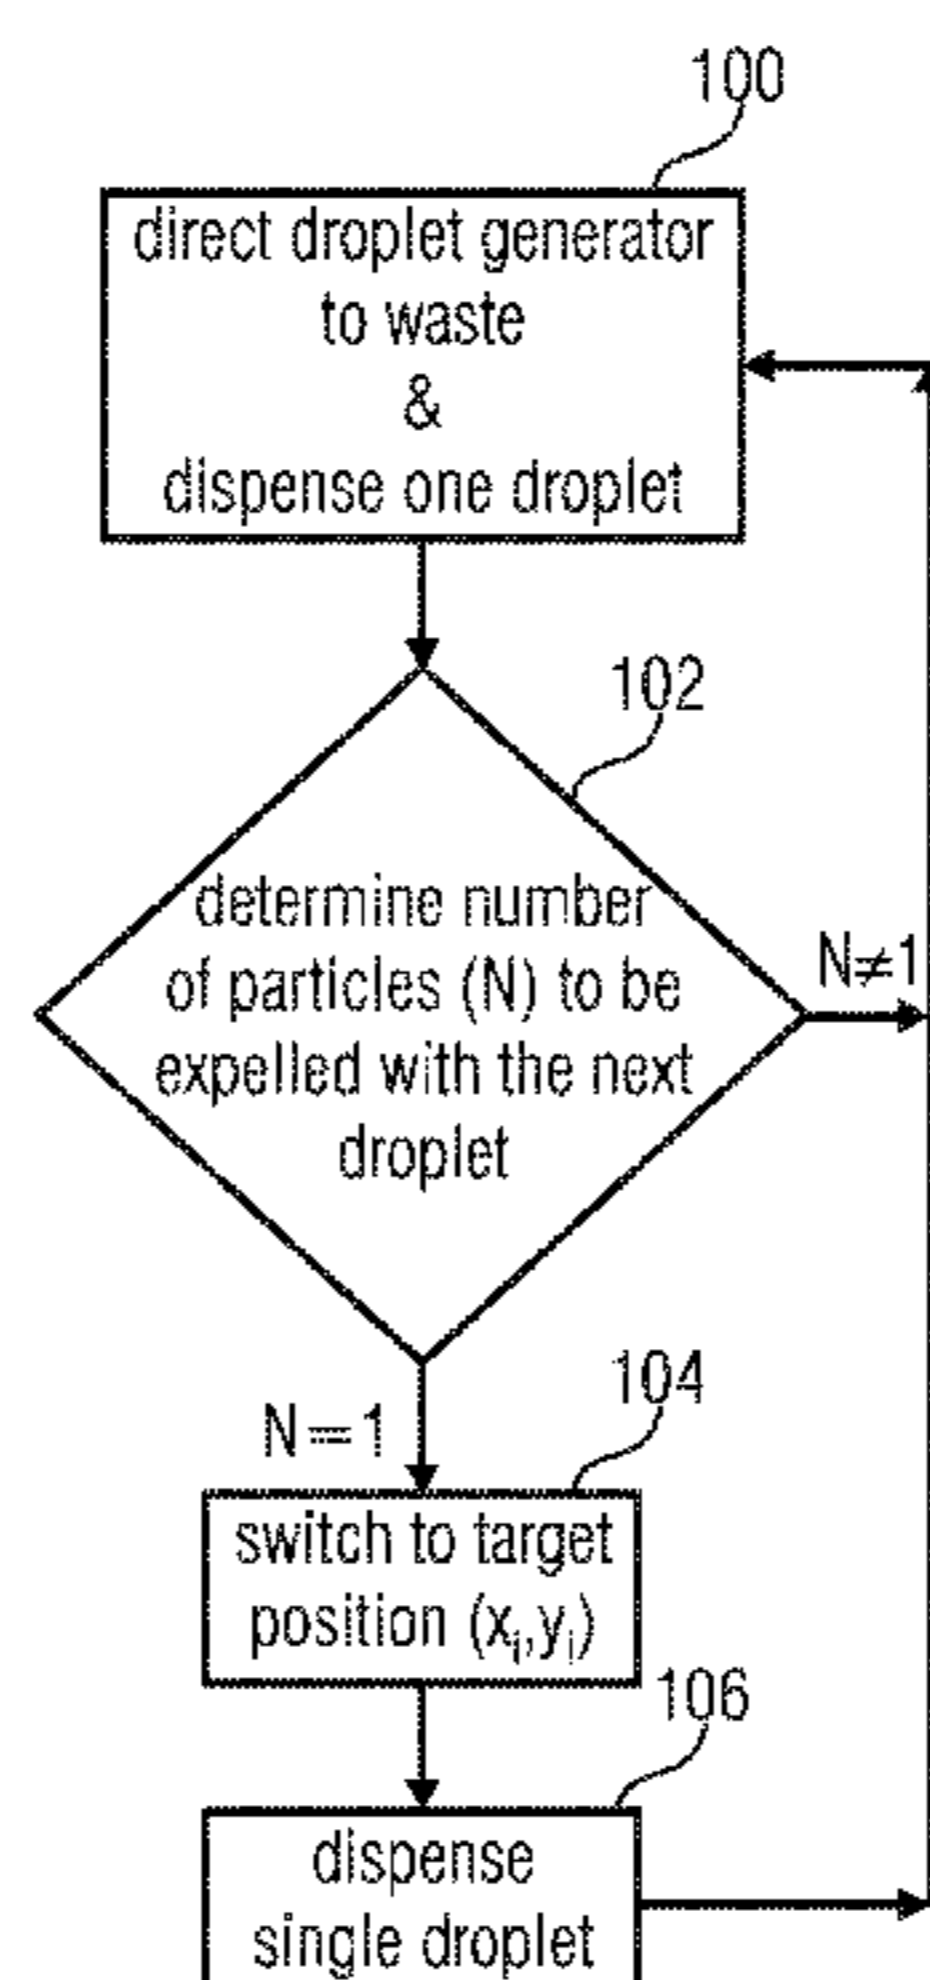 100
direct droplet generator
to waste
&
dispense one droplet
102
determine number
of particles (N) to be
expelled with the next
droplet
N≠1
104
N=1
switch to target
position (xᵢ,yᵢ)
106
dispense
single droplet